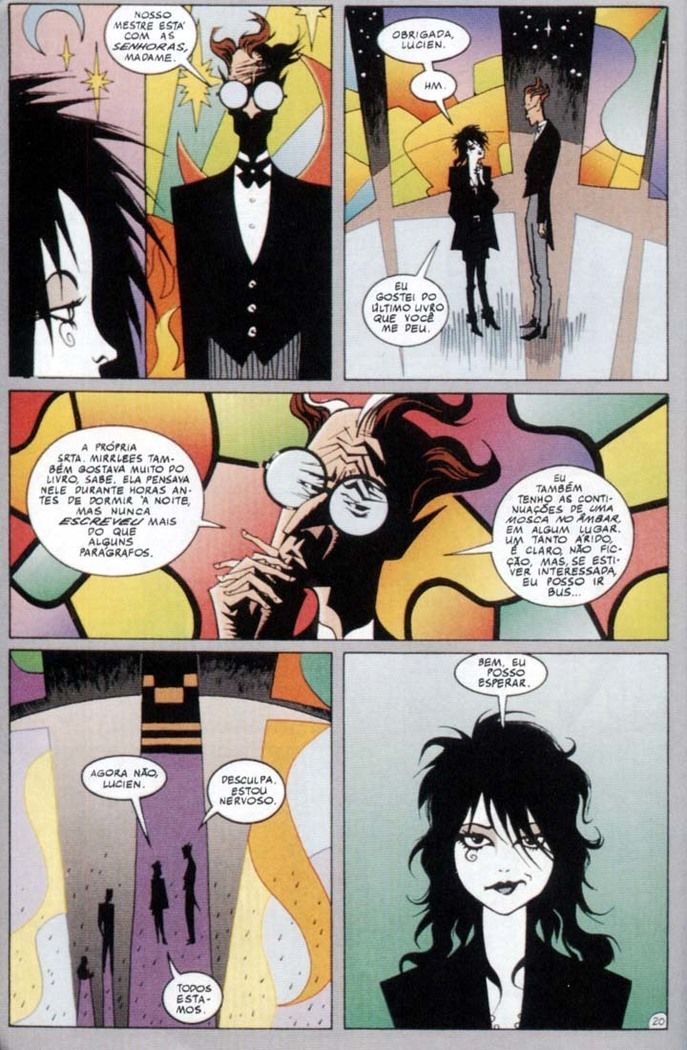 NOSSO
MESTRE ESTÁ
COM AS
SENHORAS,
MADAME.
OBRIGADA,
LUCIEN.
HM.
EU
GOSTEI DO
ÚLTIMO LIVRO
QUE VOCÊ
ME DEU.
A PRÓPRIA
SRTA. MIRRLEES TAM-
BÉM GOSTAVA MUITO DO
LIVRO, SABE. ELA PENSAVA
NELE DURANTE HORAS AN-
TES DE DORMIR À NOITE,
MAS NUNCA
ESCREVEU MAIS
DO QUE
ALGUNS
PARÁGRAFOS.
EU
TAMBÉM
TENHO AS CONTI-
NUAÇÕES DE UMA
MOSCA NO ÂMBAR,
EM ALGUM LUGAR.
UM TANTO ÁRIDO,
É CLARO, NÃO FIC-
ÇÃO, MAS, SE ESTI-
VER INTERESSADA,
EU POSSO IR
BUS...
AGORA NÃO,
LUCIEN.
DESCULPA.
ESTOU
NERVOSO.
TODOS
ESTA-
MOS.
BEM, EU
POSSO
ESPERAR.
20